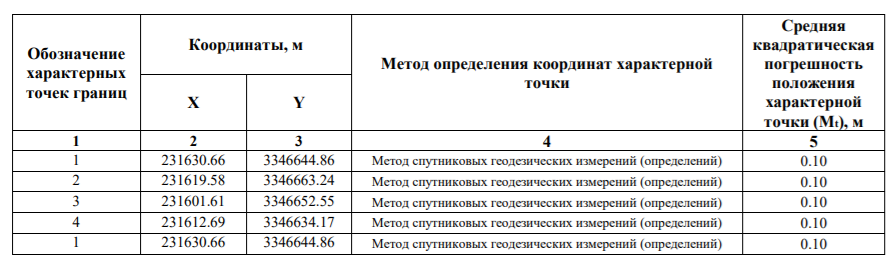 Обозначение характерных точек границ | Координаты, м | Метод определения координат характерной точки | Средняя квадратическая погрешность положения характерной точки (Mt), м
X | Y
1 | 2 | 3 | 4 | 5
1 | 231630.66 | 3346644.86 | Метод спутниковых геодезических измерений (определений) | 0.10
2 | 231619.58 | 3346663.24 | Метод спутниковых геодезических измерений (определений) | 0.10
3 | 231601.61 | 3346652.55 | Метод спутниковых геодезических измерений (определений) | 0.10
4 | 231612.69 | 3346634.17 | Метод спутниковых геодезических измерений (определений) | 0.10
1 | 231630.66 | 3346644.86 | Метод спутниковых геодезических измерений (определений) | 0.10